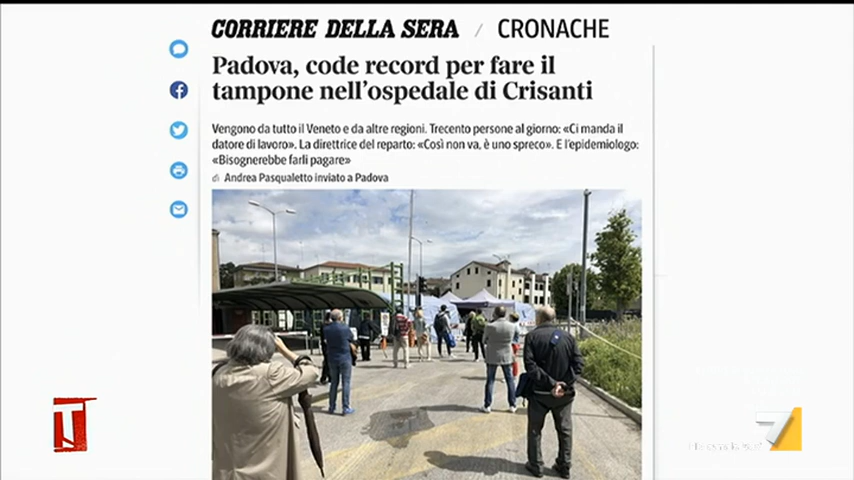 CORRIERE DELLA SERA / CRONACHE
Padova, code record per fare il
tampone nell'ospedale di Crisanti
Vengono da tutto il Veneto e da altre regioni. Trecento persone al giorno: «Ci manda il
datore di lavoro». La direttrice del reparto: «Così non va, è uno spreco». E l'epidemiologo:
«Bisognerebbe farli pagare»
di Andrea Pasqualetto inviato a Padova
T
7